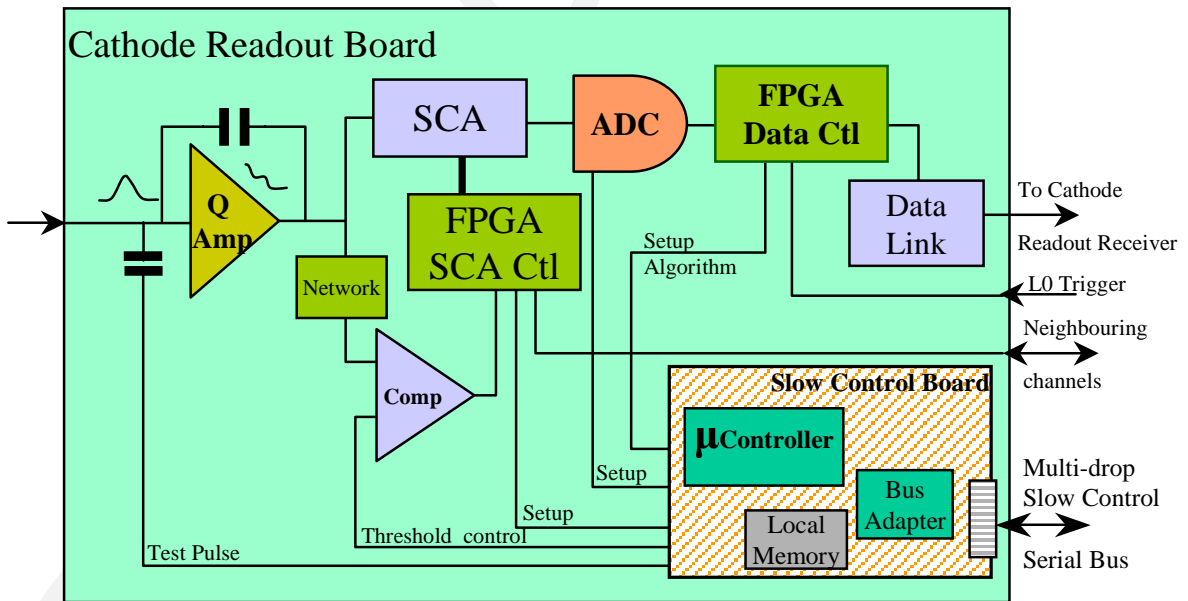 Cathode Readout Board
SCA
ADC
FPGA
Data Ctl
Q
Amp
FPGA
SCA Ctl
Data
Link
To Cathode
Readout Receiver
Setup
Algorithm
Network
L0 Trigger
Neighbouring
channels
Comp
Slow Control Board
μController
Setup
Bus
Adapter
Multi-drop
Slow Control
Serial Bus
Setup
Local
Memory
Threshold control
Test Pulse